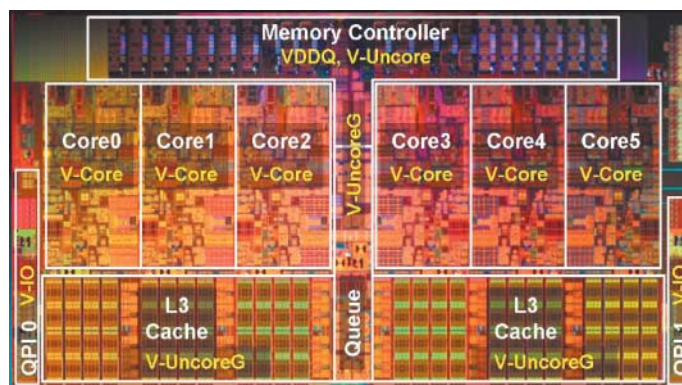 Memory Controller
VDDQ, V-Uncore
Core0
V-Core
Core1
V-Core
Core2
V-Core
V-UncoreG
Core3
V-Core
Core4
V-Core
Core5
V-Core
QPI 0 V-IO
L3
Cache
V-UncoreG
Queue
L3
Cache
V-UncoreG
QPI 1 V-IO